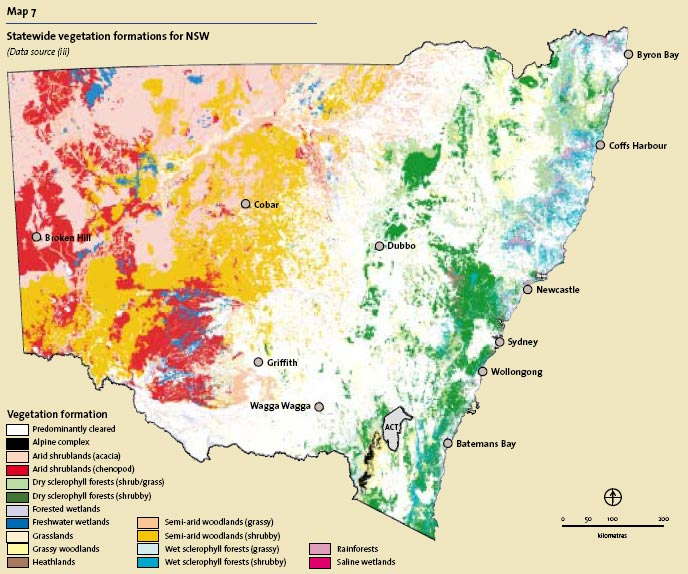 Map 7
Statewide vegetation formations for NSW
(Data source (iii)
Byron Bay
Coffs Harbour
Cobar
Broken Hill
Dubbo
Newcastle
Sydney
Griffith
Wollongong
Wagga Wagga
ACT
Batemans Bay
Vegetation formation
Predominantly cleared
Alpine complex
Arid shrublands (acacia)
Arid shrublands (chenopod)
Dry sclerophyll forests (shrub/grass)
Dry sclerophyll forests (shrubby)
Forested wetlands
Freshwater wetlands
Grasslands
Grassy woodlands
Heathlands
Semi-arid woodlands (grassy)
Semi-arid woodlands (shrubby)
Wet sclerophyll forests (grassy)
Wet sclerophyll forests (shrubby)
Rainforests
Saline wetlands
0 50 100 200
kilometres